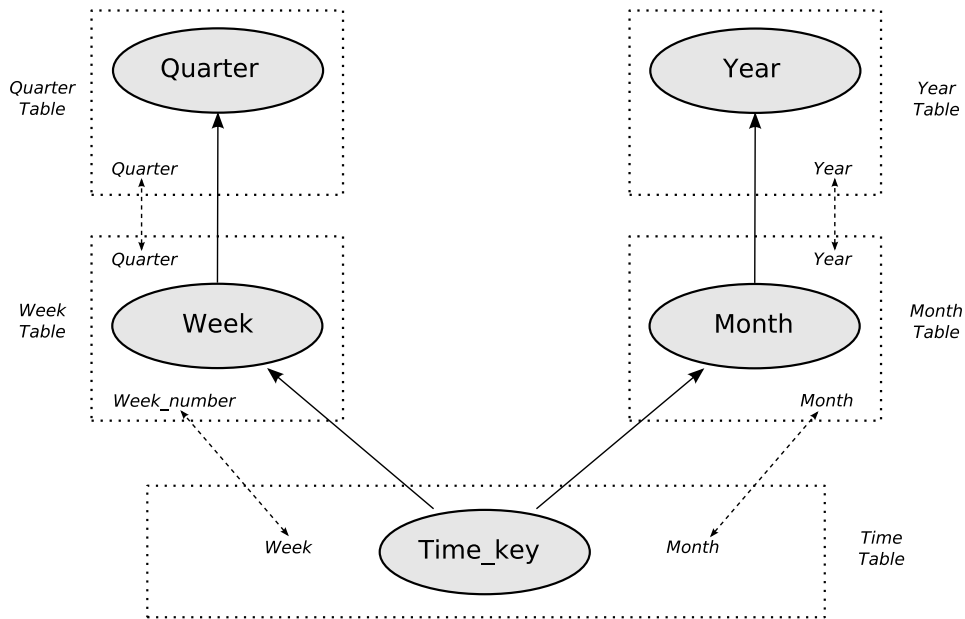 Quarter
Table
Quarter
Year
Year
Table
Quarter
Year
Quarter
Year
Week
Table
Week
Month
Month
Table
Week_number
Month
Time_key
Week
Month
Time
Table